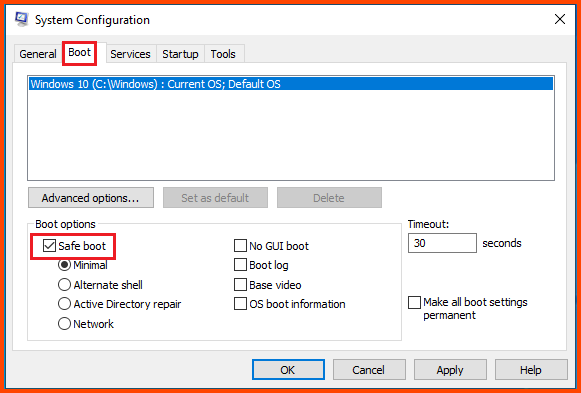 System Configuration
General Boot Services Startup Tools
Windows 10 (C:\Windows) : Current OS; Default OS
Advanced options... Set as default Delete
Boot options
Timeout:
Safe boot No GUI boot 30 seconds
Minimal Boot log
Alternate shell Base video
Active Directory repair OS boot information Make all boot settings
permanent
Network
OK Cancel Apply Help